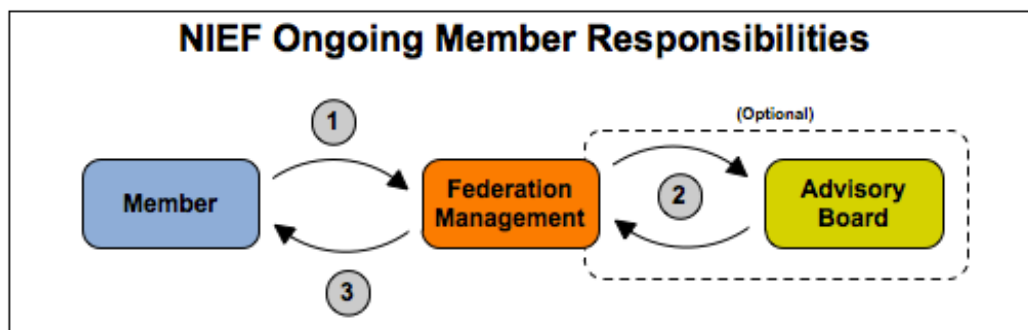 NIEF Ongoing Member Responsibilities
1
(Optional)
Member
Federation
Management
2
Advisory
Board
3